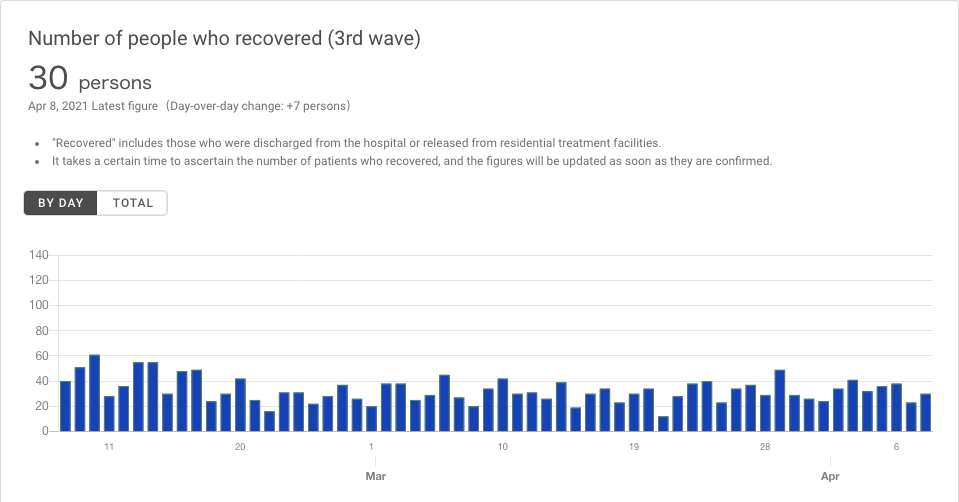 Number of people who recovered (3rd wave)
30 persons
Apr 8, 2021 Latest figure（Day-over-day change: +7 persons）
• "Recovered" includes those who were discharged from the hospital or released from residential treatment facilities.
• It takes a certain time to ascertain the number of patients who recovered, and the figures will be updated as soon as they are confirmed.
BY DAY TOTAL
140
120
100
80
60
40
20
0
11 20 1 10 19 28 6
Mar Apr